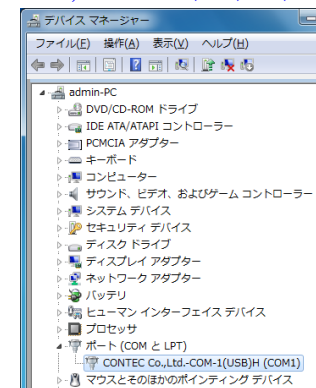 デバイス マネージャー
ファイル(F) 操作(A) 表示(V) ヘルプ(H)
admin-PC
DVD/CD-ROM ドライブ
IDE ATA/ATAPI コントローラー
PCMCIA アダプター
キーボード
コンピューター
サウンド、ビデオ、およびゲーム コントローラー
システム デバイス
セキュリティ デバイス
ディスク ドライブ
ディスプレイ アダプター
ネットワーク アダプター
バッテリ
ヒューマン インターフェイス デバイス
プロセッサ
ポート (COM と LPT)
CONTEC Co.,Ltd.-COM-1(USB)H (COM1)
マウスとそのほかのポインティング デバイス